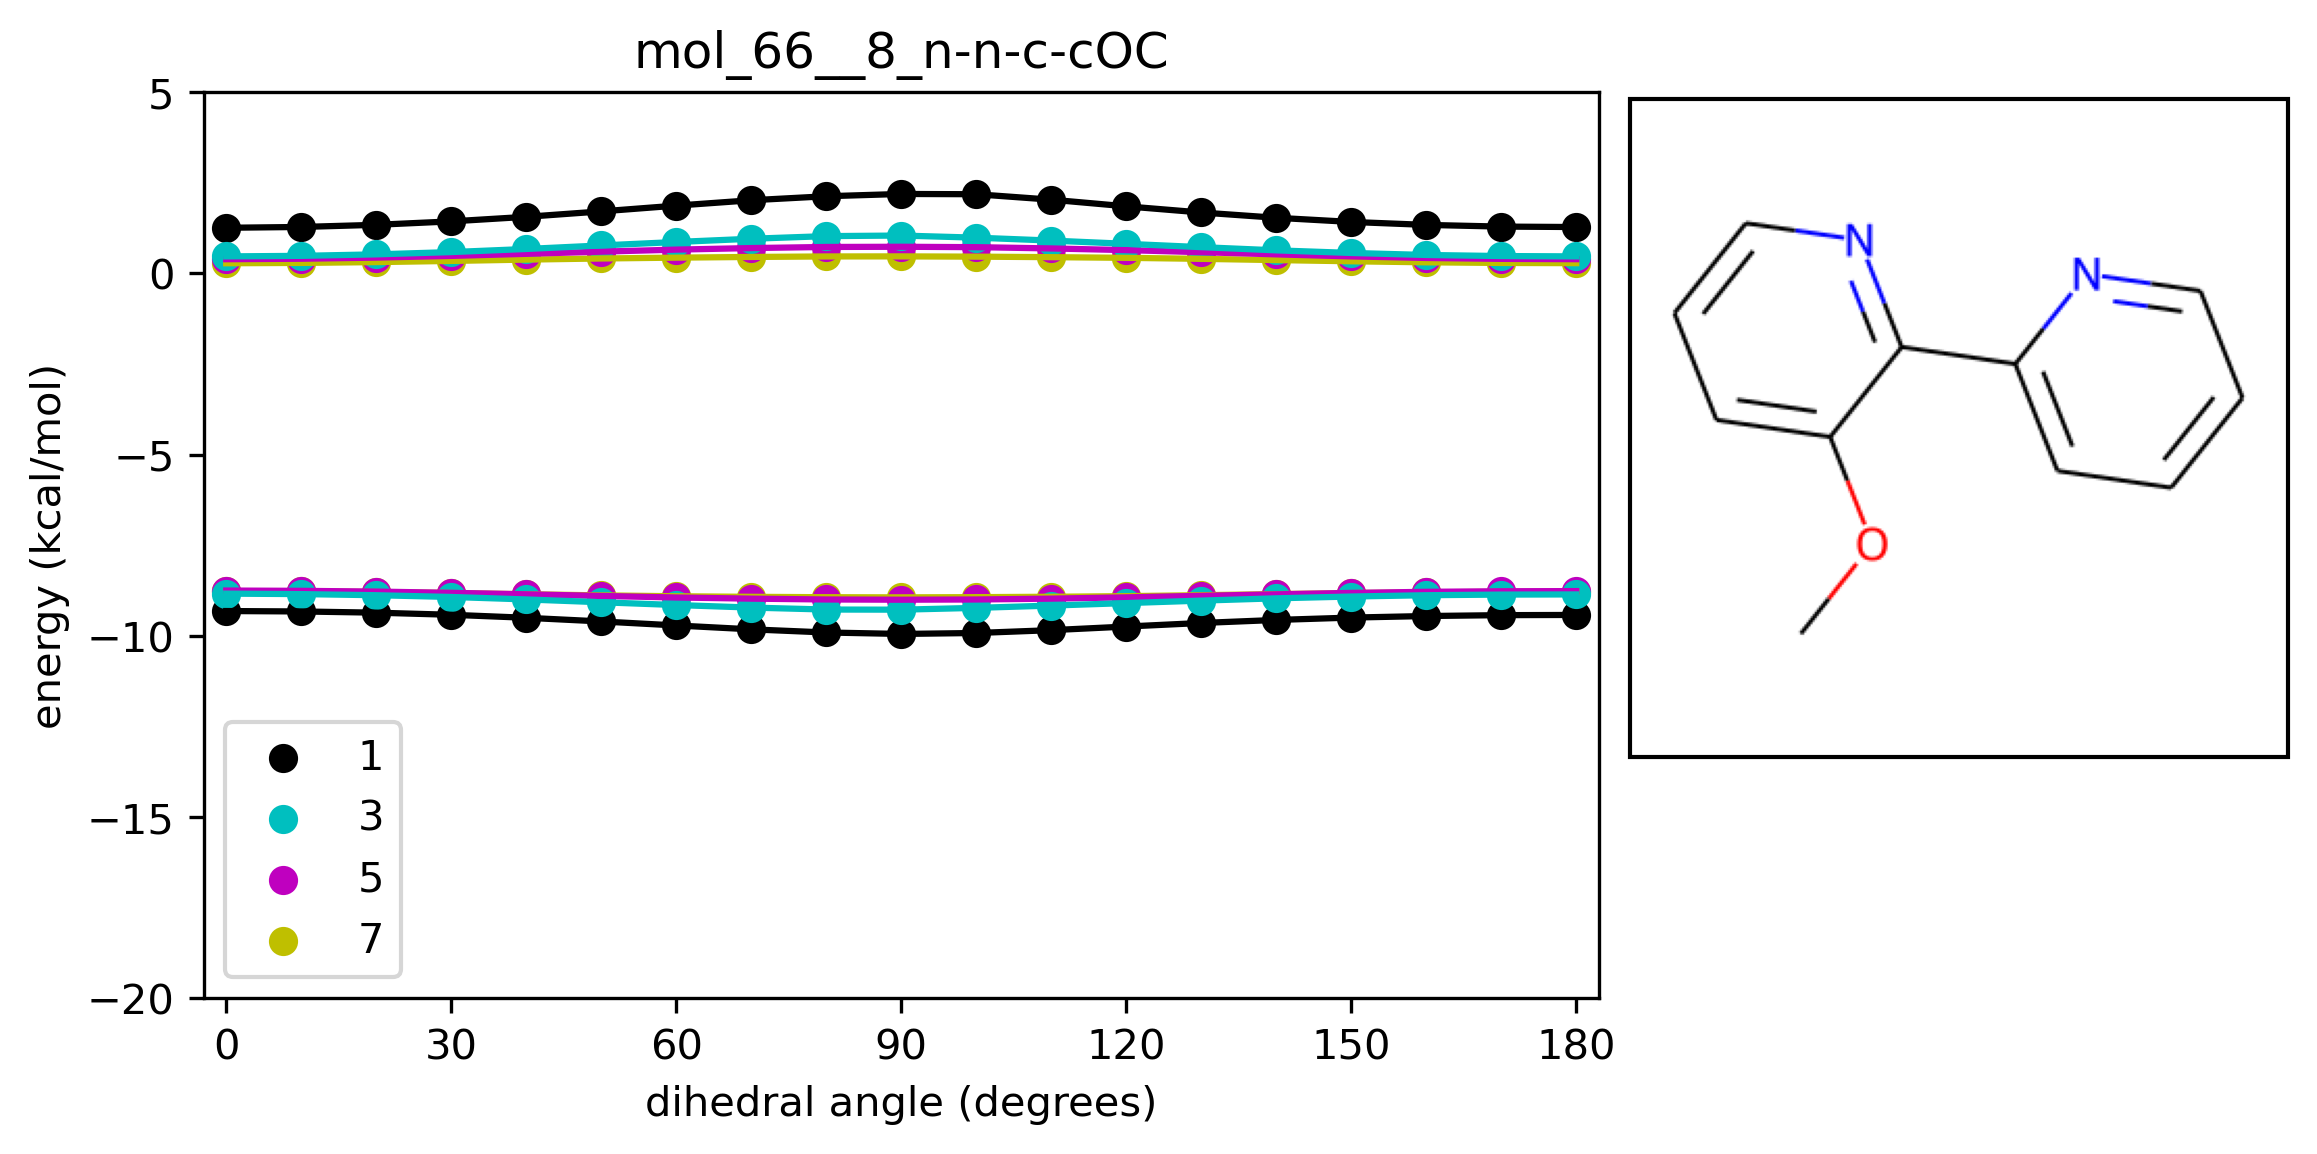 mol_66__8_n-n-c-cOC
5
0
−5
−10
−15
−20
energy (kcal/mol)
1
3
5
7
0 30 60 90 120 150 180
dihedral angle (degrees)
N
N
O